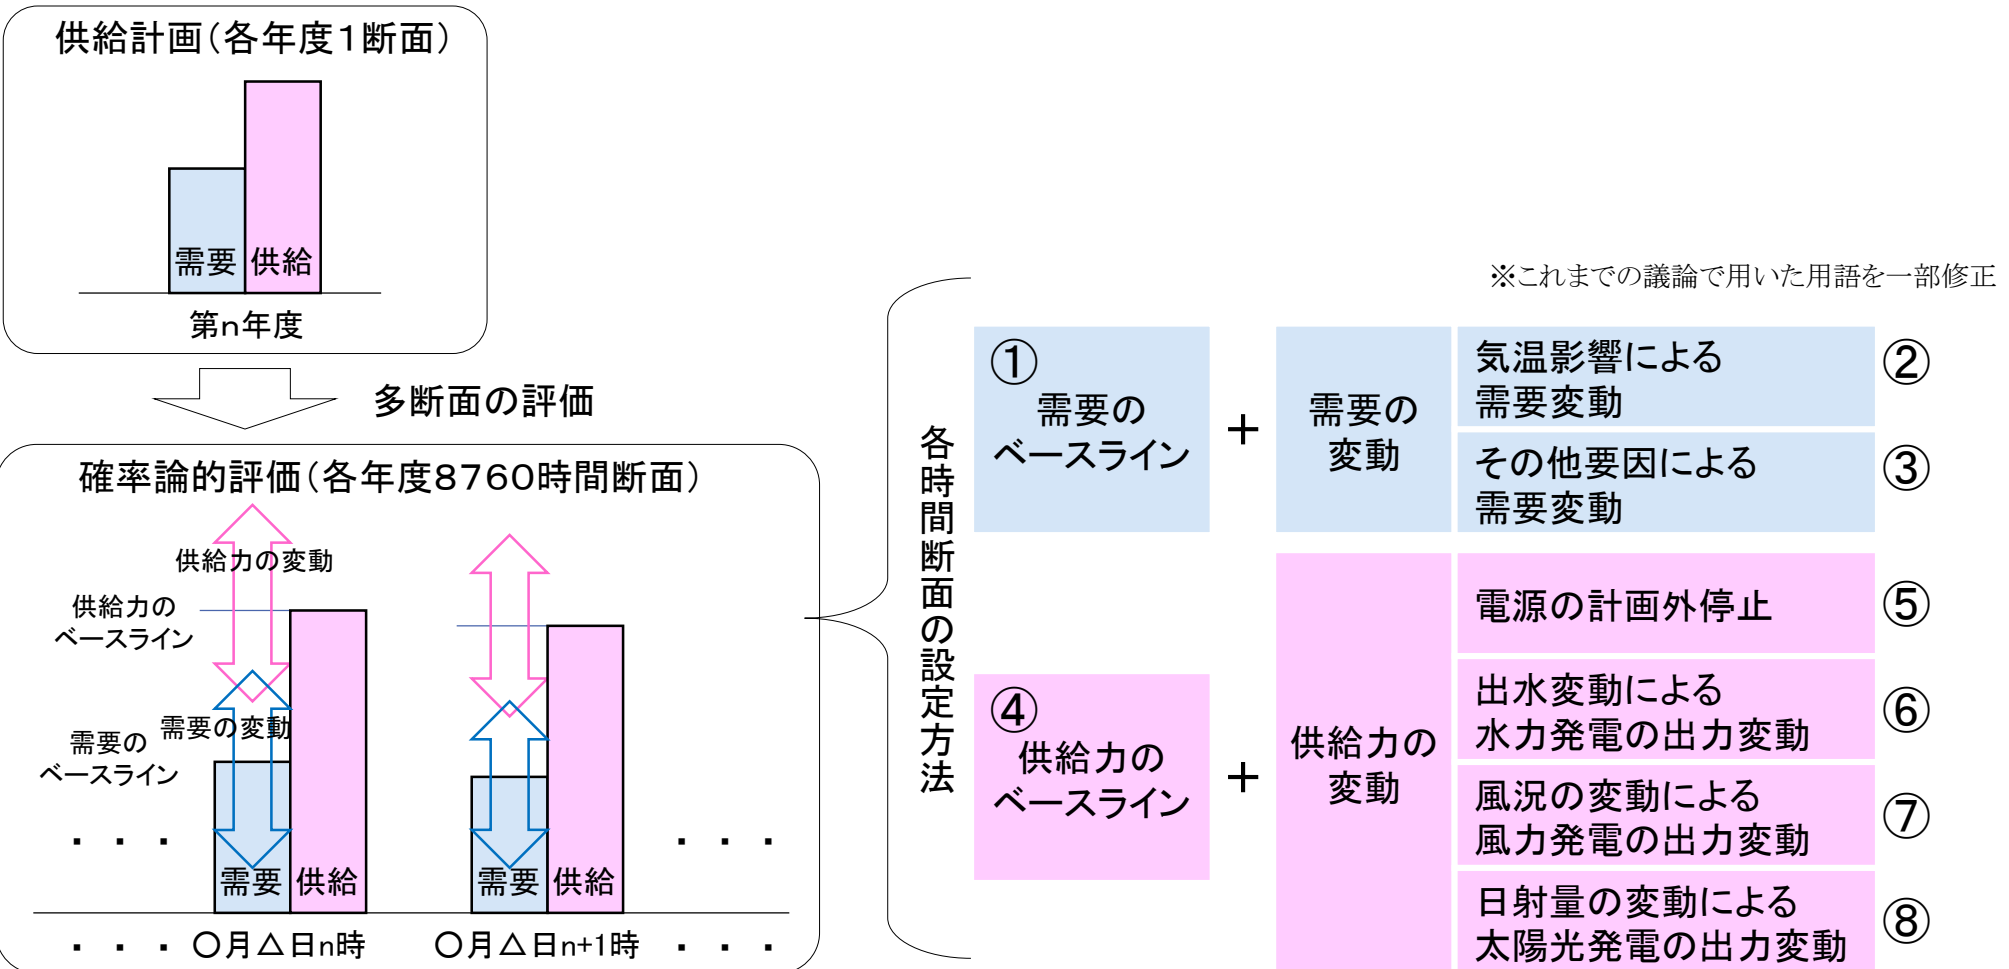 供給計画(各年度1断面)
需要 供給
第n年度
多断面の評価
確率論的評価(各年度8760時間断面)
供給力の変動
供給力の
ベースライン
需要の変動
需要の
ベースライン
・・・
・・・
需要 供給
需要 供給
・・・ 〇月△日n時 〇月△日n+1時 ・・・
各時間断面の設定方法
※これまでの議論で用いた用語を一部修正
①
需要の
ベースライン
+
需要の
変動
気温影響による
需要変動
②
その他要因による
需要変動
③
④
供給力の
ベースライン
+
供給力の
変動
電源の計画外停止
⑤
出水変動による
水力発電の出力変動
⑥
風況の変動による
風力発電の出力変動
⑦
日射量の変動による
太陽光発電の出力変動
⑧